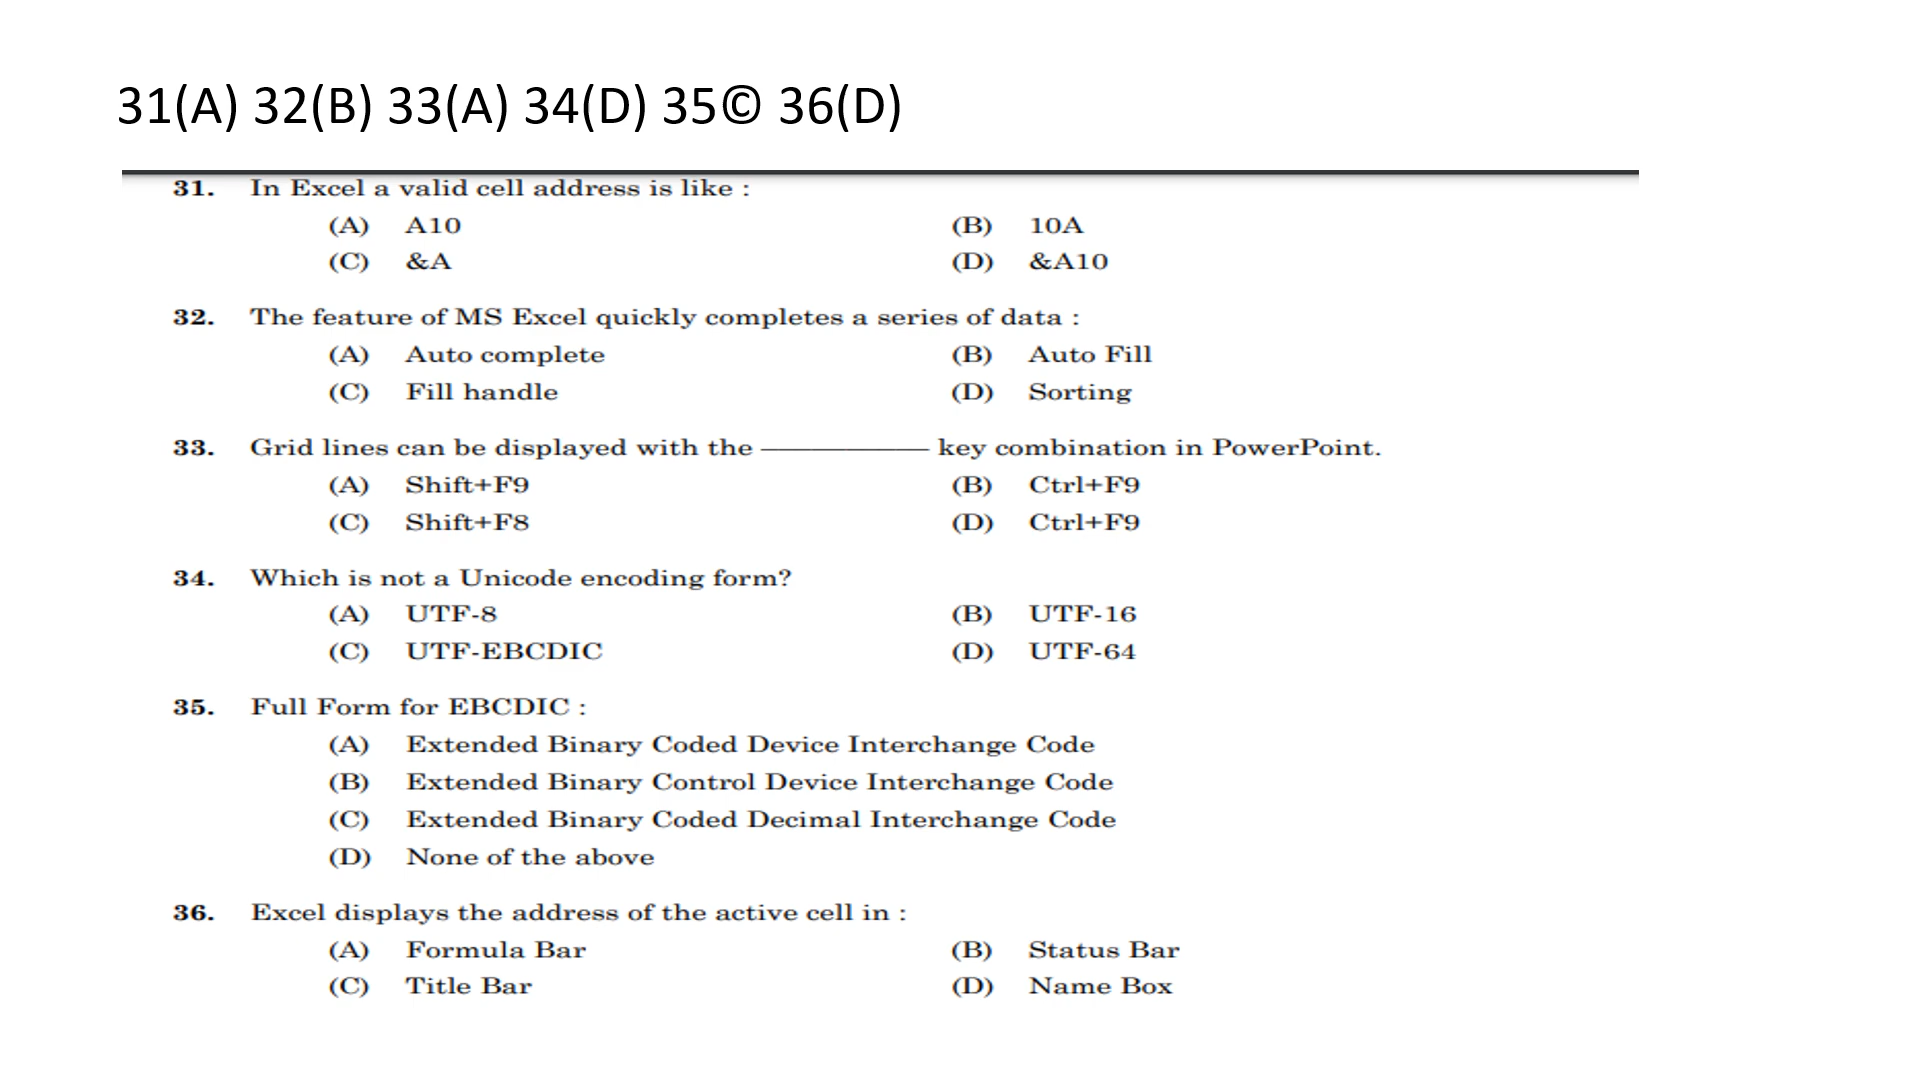 31(A) 32(B) 33(A) 34(D) 35© 36(D)
31. In Excel a valid cell address is like :
(A) A10 (B) 10A
(C) &A (D) &A10
32. The feature of MS Excel quickly completes a series of data :
(A) Auto complete (B) Auto Fill
(C) Fill handle (D) Sorting
33. Grid lines can be displayed with the ————— key combination in PowerPoint.
(A) Shift+F9 (B) Ctrl+F9
(C) Shift+F8 (D) Ctrl+F9
34. Which is not a Unicode encoding form?
(A) UTF-8 (B) UTF-16
(C) UTF-EBCDIC (D) UTF-64
35. Full Form for EBCDIC :
(A) Extended Binary Coded Device Interchange Code
(B) Extended Binary Control Device Interchange Code
(C) Extended Binary Coded Decimal Interchange Code
(D) None of the above
36. Excel displays the address of the active cell in :
(A) Formula Bar (B) Status Bar
(C) Title Bar (D) Name Box